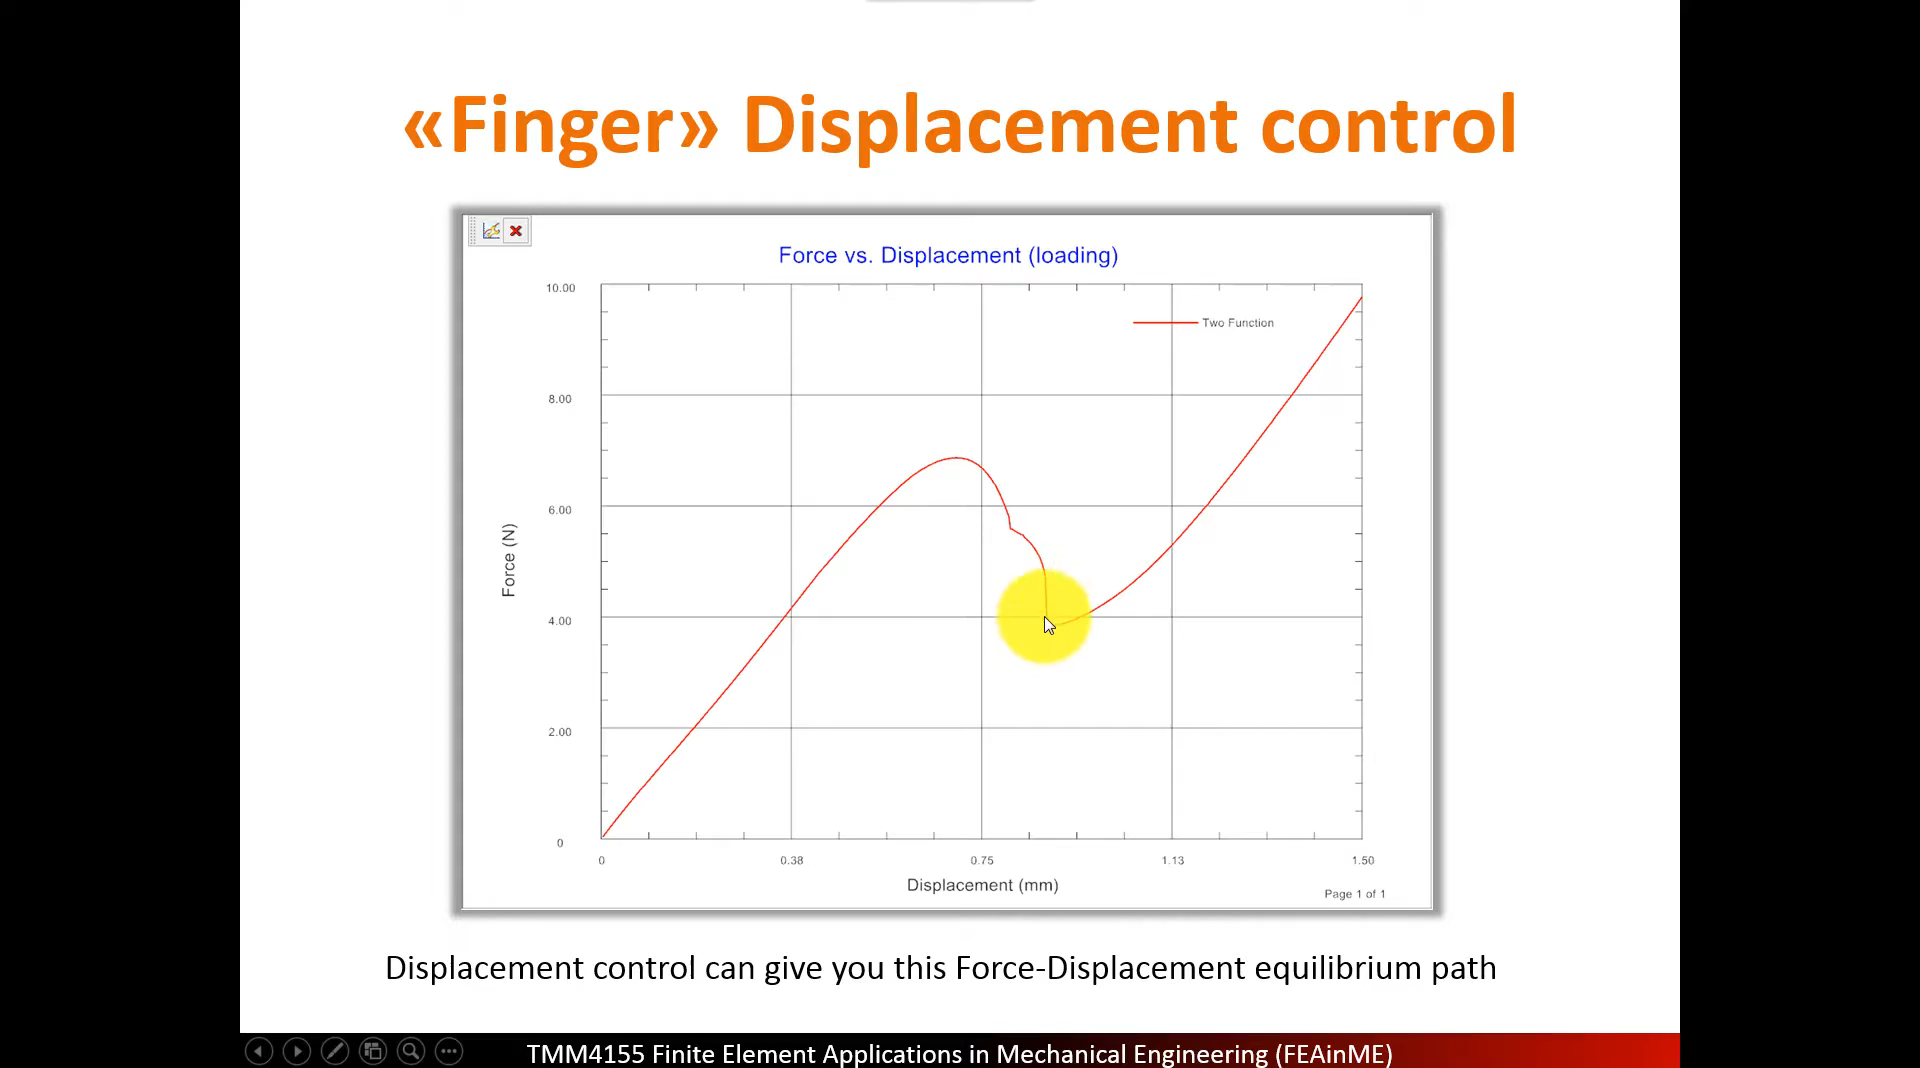 «Finger» Displacement control
Force vs. Displacement (loading)
Two Function
10.00
8.00
6.00
4.00
2.00
0
Force (N)
0 0.38 0.75 1.13 1.50
Displacement (mm)
Page 1 of 1
Displacement control can give you this Force-Displacement equilibrium path
TMM4155 Finite Element Applications in Mechanical Engineering (FEAinME)